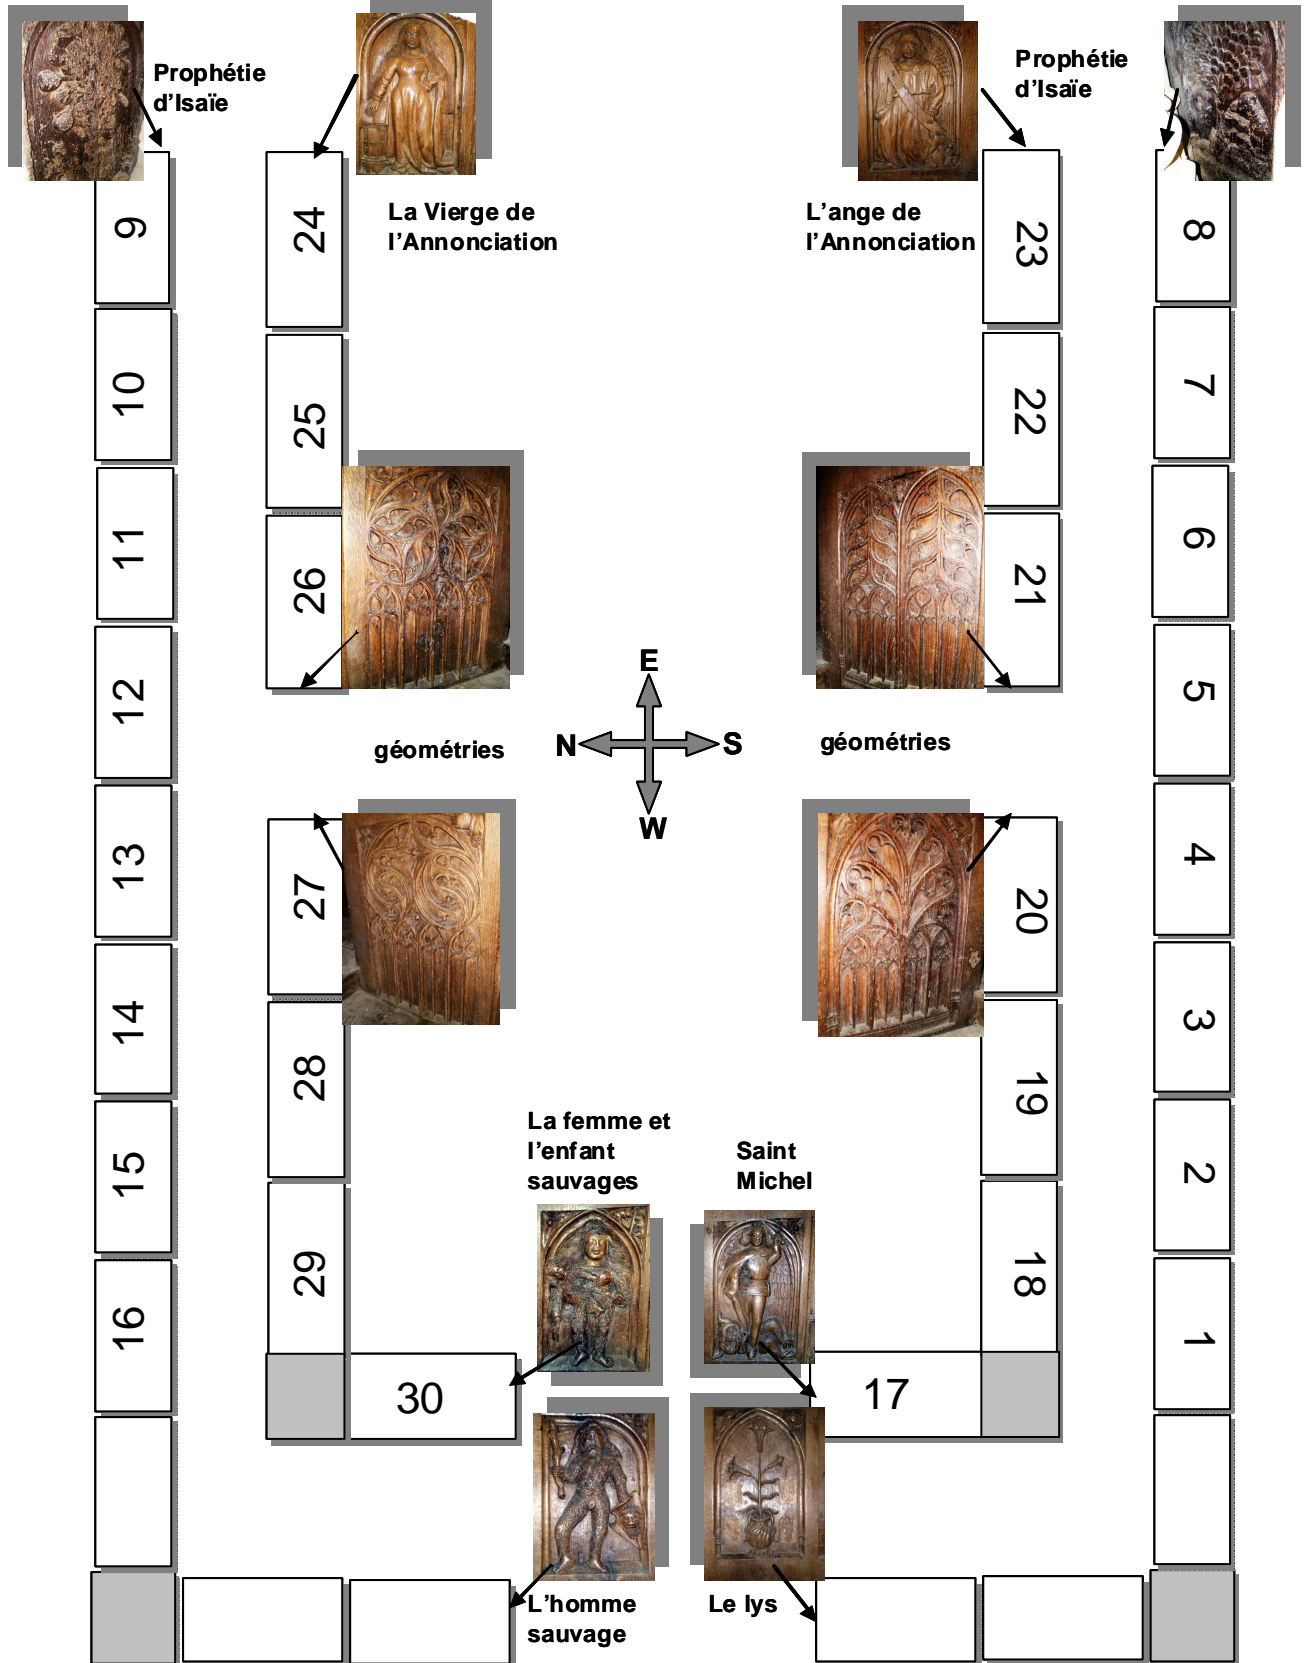 Prophétie
d'Isaïe
Prophétie
d'Isaïe
La Vierge de
l'Annonciation
L'ange de
l'Annonciation
9
24
23
8
10
25
22
7
11
26
21
6
12
5
E
N
S
W
géométries
géométries
13
27
20
4
14
28
19
3
La femme et
l'enfant
sauvages
Saint
Michel
15
2
16
29
18
1
30
17
L'homme
sauvage
Le lys